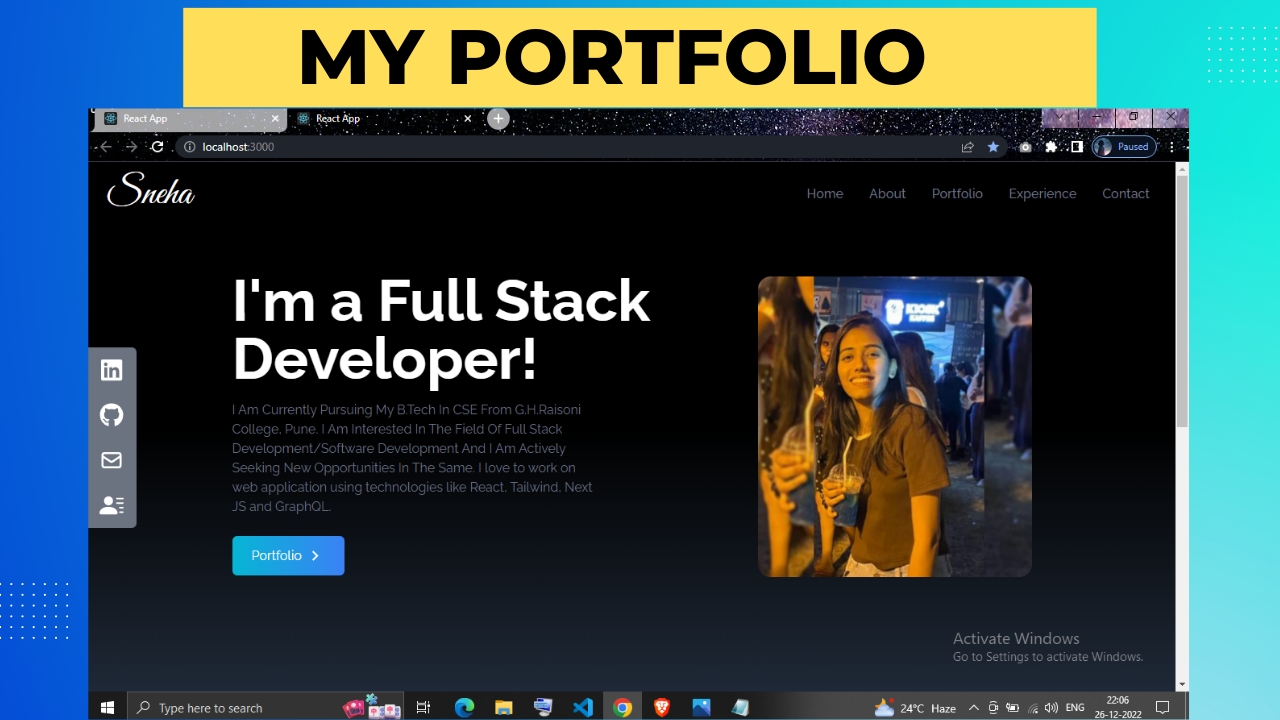 MY PORTFOLIO
React App
React App
localhost:3000
Paused
Sneha
Home About Portfolio Experience Contact
I'm a Full Stack
Developer!
I Am Currently Pursuing My B.Tech In CSE From G.H.Raisoni
College, Pune. I Am Interested In The Field Of Full Stack
Development/Software Development And I Am Actively
Seeking New Opportunities In The Same. I love to work on
web application using technologies like React, Tailwind, Next
JS and GraphQL.
Portfolio
Activate Windows
Go to Settings to activate Windows.
Type here to search
24°C Haze
ENG
22:06
26-12-2022